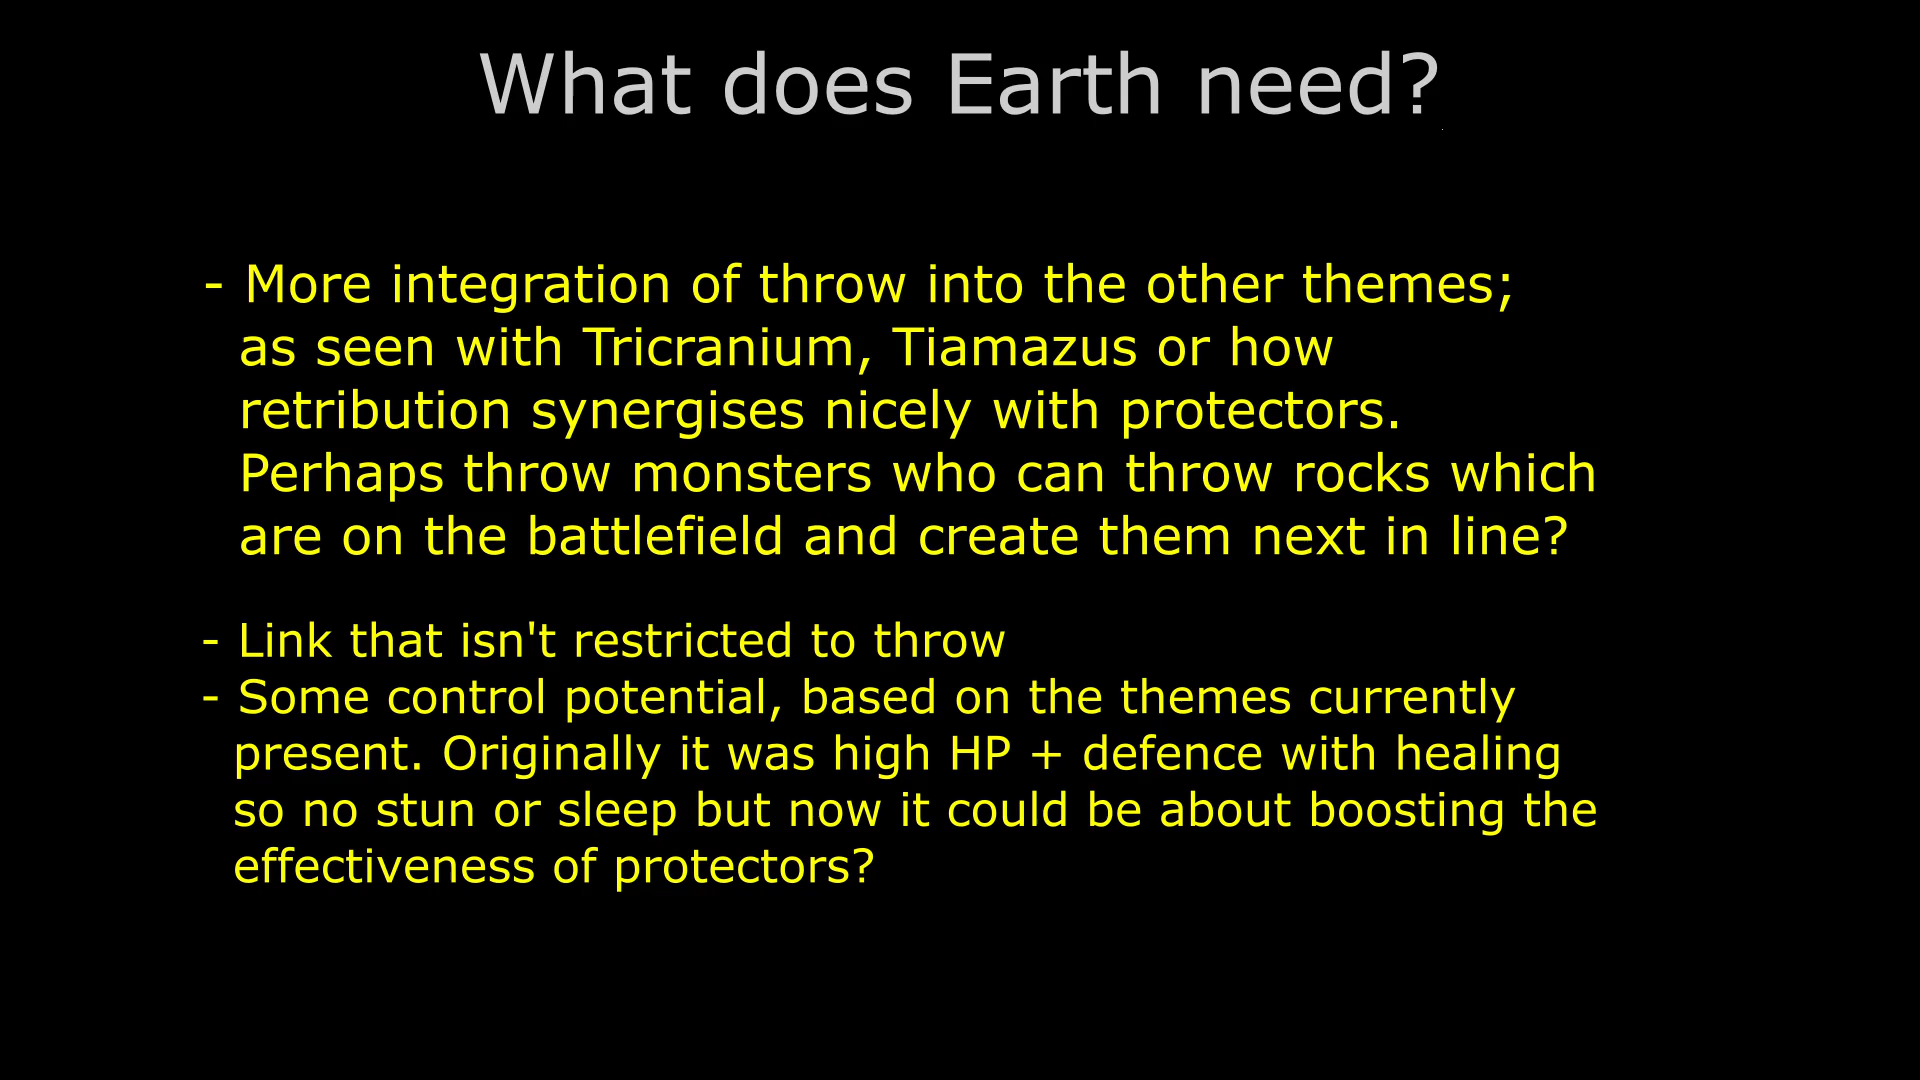 What does Earth need?
- More integration of throw into the other themes;
as seen with Tricranium, Tiamazus or how
retribution synergises nicely with protectors.
Perhaps throw monsters who can throw rocks which
are on the battlefield and create them next in line?
- Link that isn't restricted to throw
- Some control potential, based on the themes currently
present. Originally it was high HP + defence with healing
so no stun or sleep but now it could be about boosting the
effectiveness of protectors?